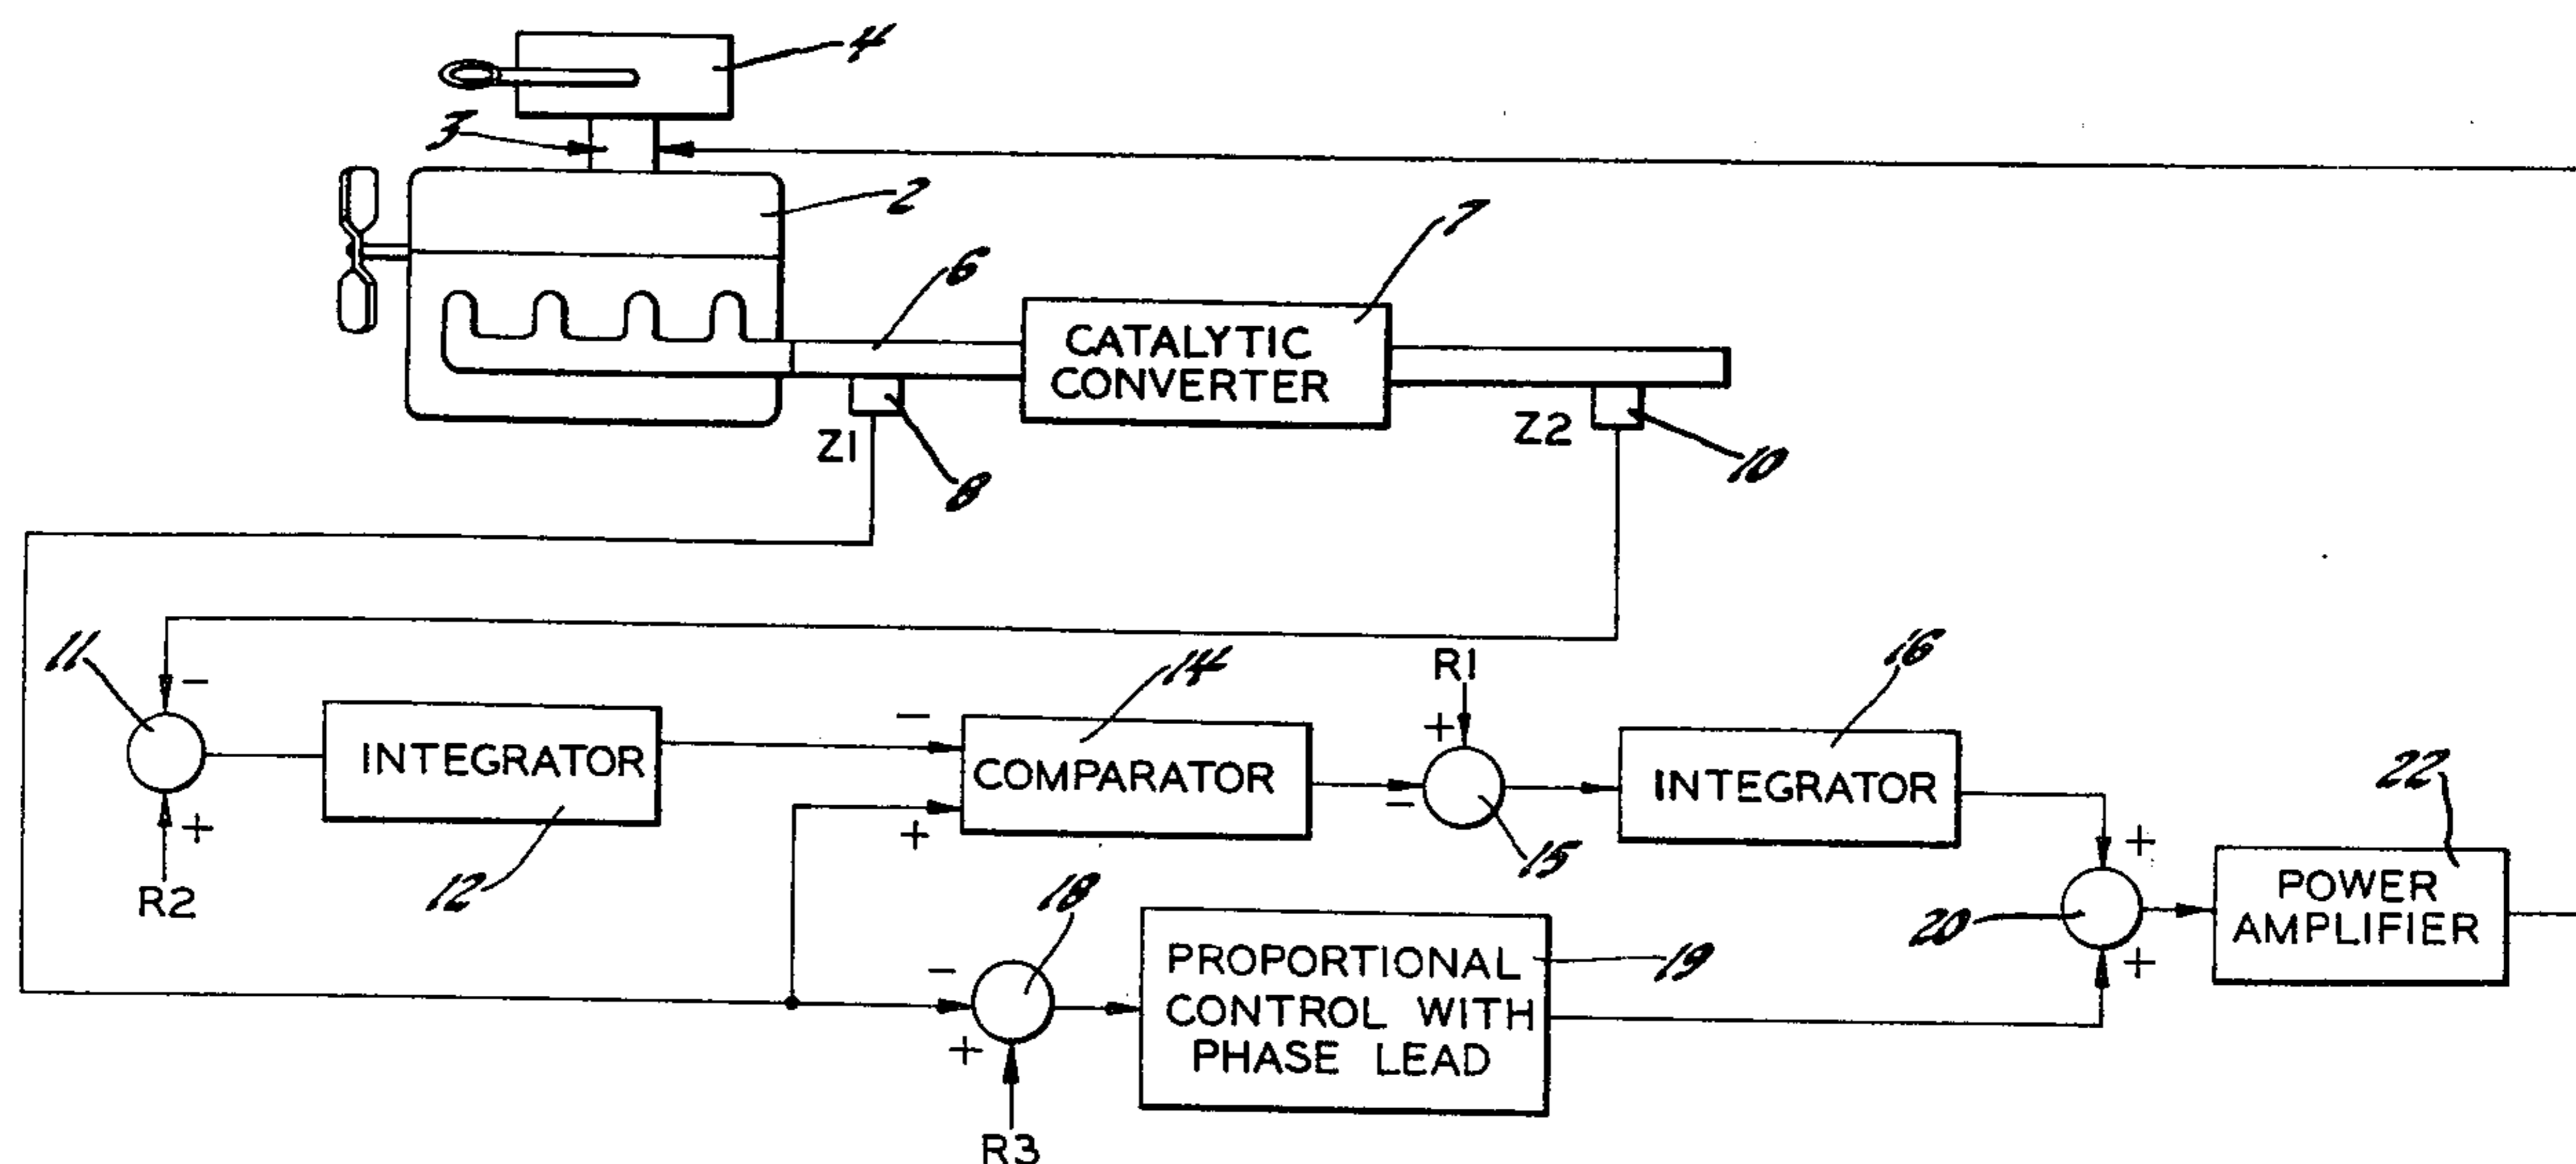 4
3
2
6
7
CATALYTIC
CONVERTER
Z1
8
Z2
10
11
R1
16
14
-
+
22
-
INTEGRATOR
COMPARATOR
-
INTEGRATOR
+
+
15
R2
12
18
+
POWER
AMPLIFIER
20
-
PROPORTIONAL
CONTROL WITH
PHASE LEAD
19
+
+
R3